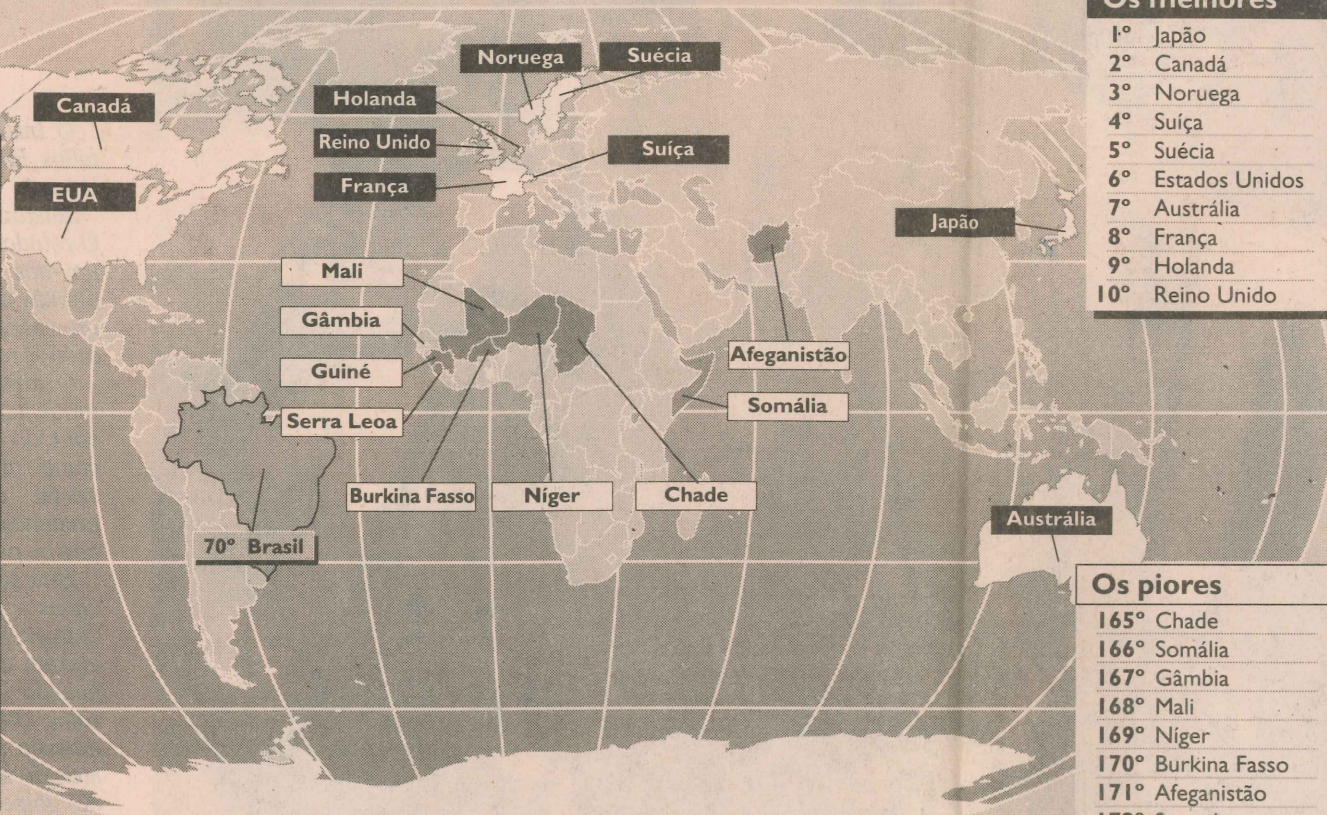 Os melhores
1º Japão
2º Canadá
3º Noruega
4º Suíça
5º Suécia
6º Estados Unidos
7º Austrália
8º França
9º Holanda
10º Reino Unido
Noruega
Suécia
Canadá
Holanda
Reino Unido
Suíça
EUA
França
Japão
Mali
Gâmbia
Guiné
Serra Leoa
Afeganistão
Somália
Burkina Fasso
Níger
Chade
Austrália
70º Brasil
Os piores
165º Chade
166º Somália
167º Gâmbia
168º Mali
169º Níger
170º Burkina Fasso
171º Afeganistão